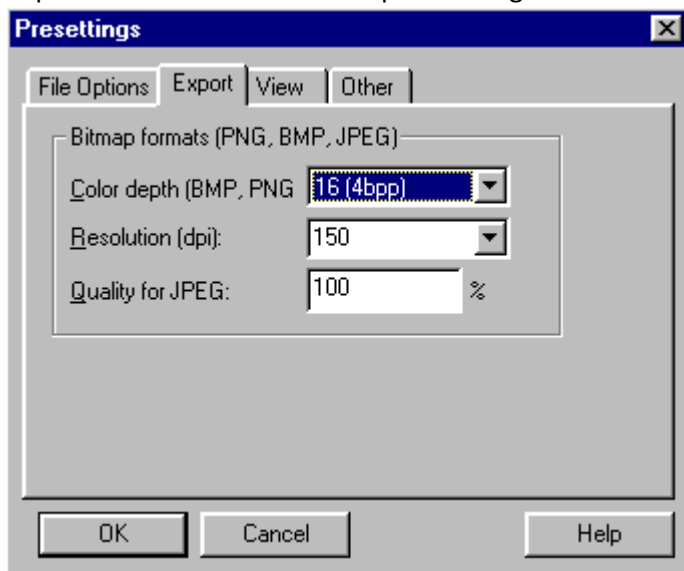 Presettings
File Options Export View Other
Bitmap formats (PNG, BMP, JPEG)
Color depth (BMP, PNG 16 (4bpp)
Resolution (dpi): 150
Quality for JPEG: 100 %
OK Cancel Help